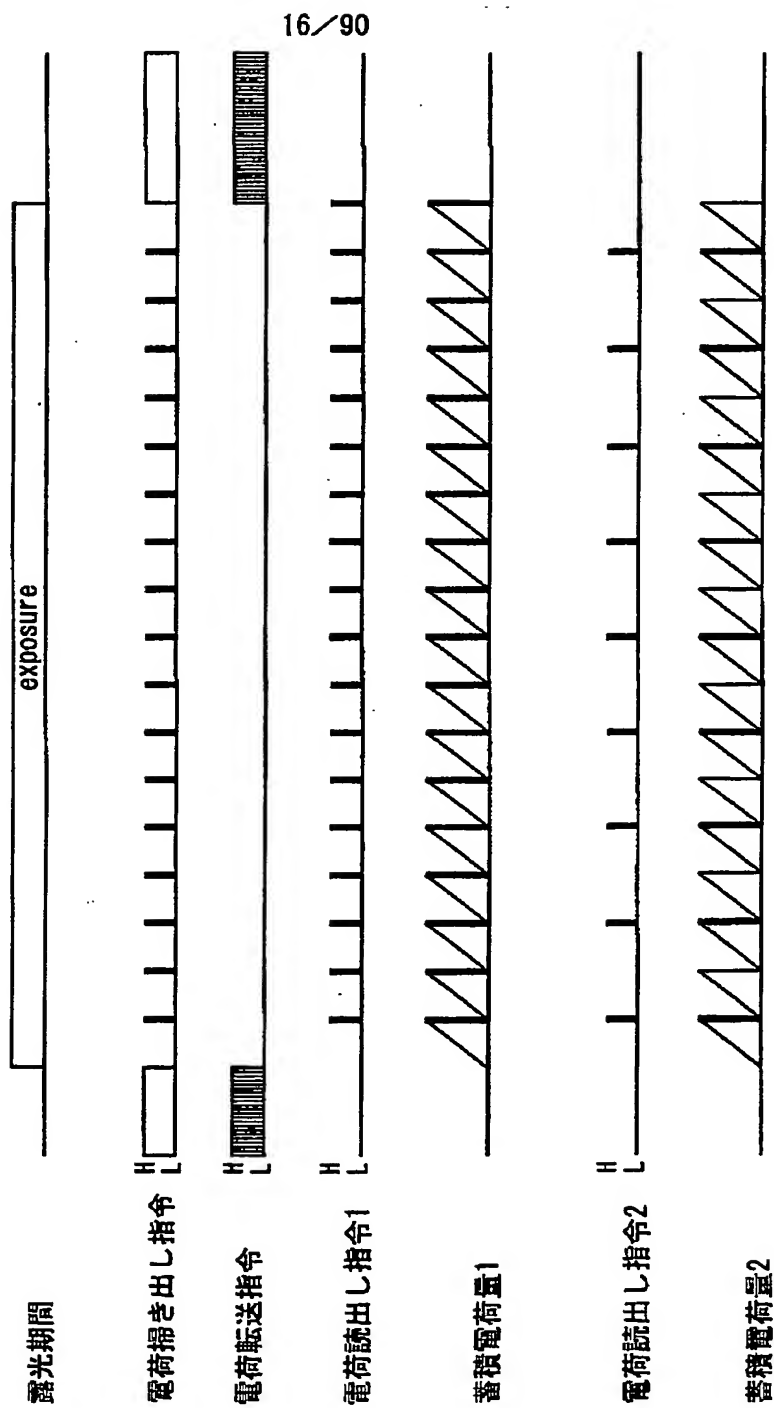 16/90
露光期間
exposure
電荷掃き出し指令
H
L
電荷転送指令
H
L
電荷読出し指令1
H
L
蓄積電荷量1
電荷読出し指令2
H
L
蓄積電荷量2